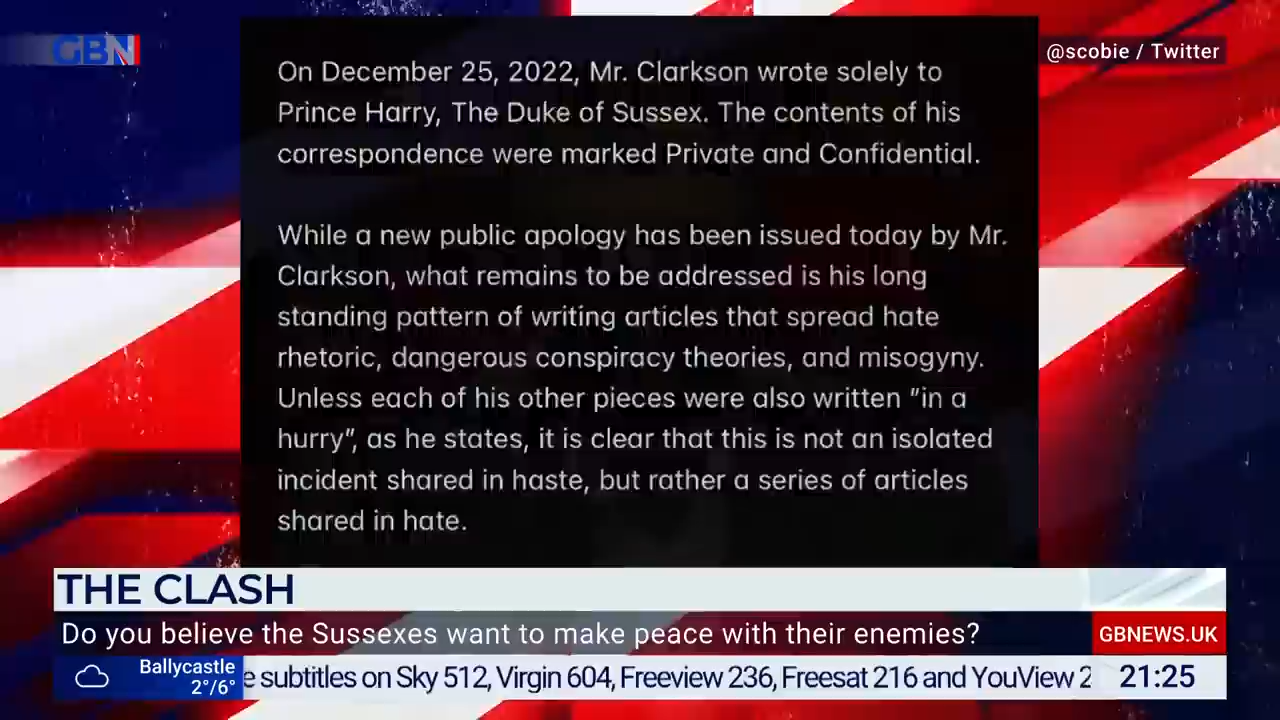 GBN
@scobie / Twitter
On December 25, 2022, Mr. Clarkson wrote solely to
Prince Harry, The Duke of Sussex. The contents of his
correspondence were marked Private and Confidential.
While a new public apology has been issued today by Mr.
Clarkson, what remains to be addressed is his long
standing pattern of writing articles that spread hate
rhetoric, dangerous conspiracy theories, and misogyny.
Unless each of his other pieces were also written "in a
hurry", as he states, it is clear that this is not an isolated
incident shared in haste, but rather a series of articles
shared in hate.
THE CLASH
Do you believe the Sussexes want to make peace with their enemies?
GBNEWS.UK
Ballycastle
2°/6°
e subtitles on Sky 512, Virgin 604, Freeview 236, Freesat 216 and YouView 2
21:25